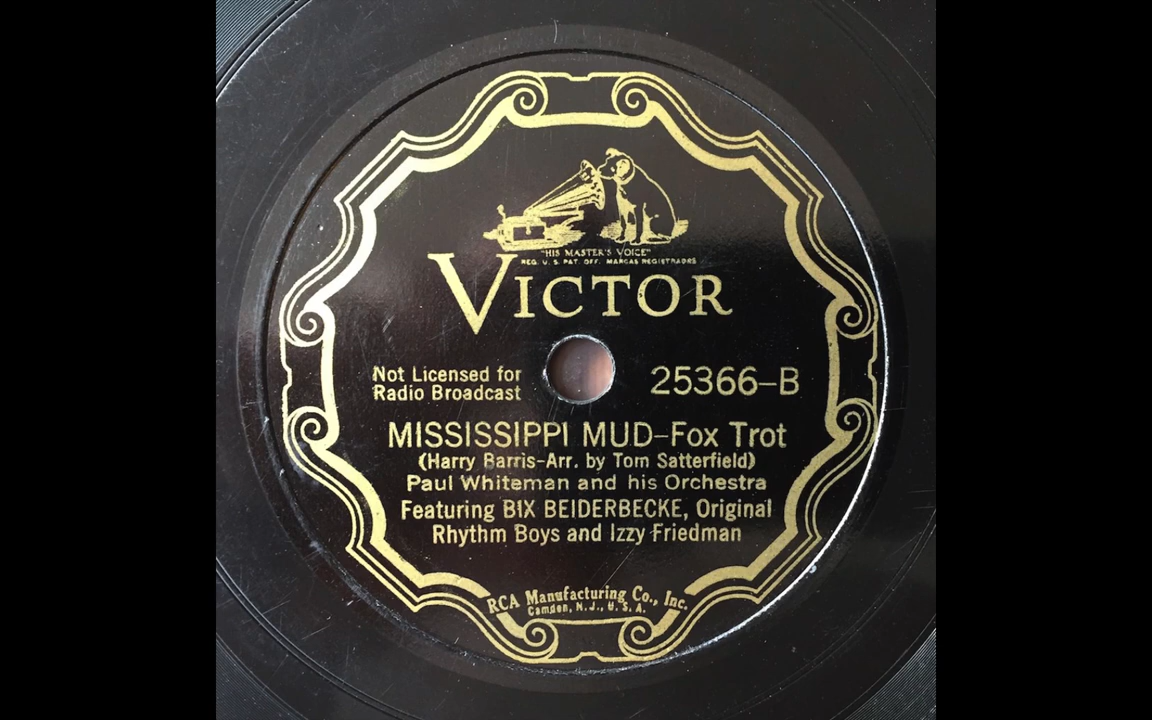 "HIS MASTER'S VOICE"
REG. U. S. PAT. OFF. MARCAS REGISTRADAS
VICTOR
Not Licensed for
Radio Broadcast
25366-B
MISSISSIPPI MUD-Fox Trot
(Harry Barris-Arr. by Tom Satterfield)
Paul Whiteman and his Orchestra
Featuring BIX BEIDERBECKE, Original
Rhythm Boys and Izzy Friedman
RCA Manufacturing Co., Inc.
Camden, N. J., U. S. A.